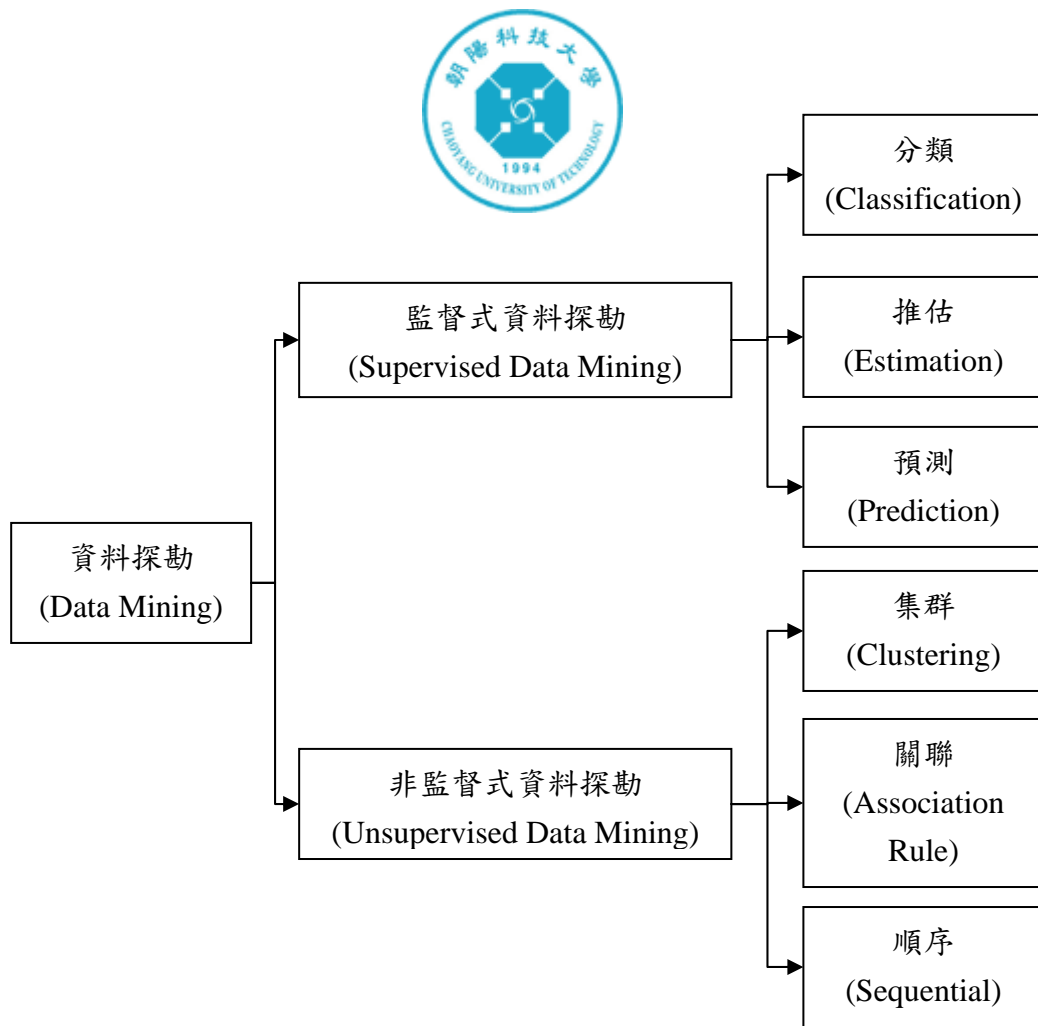 朝陽科技大學
CHAOYANG UNIVERSITY OF TECHNOLOGY
1994
分類
(Classification)
監督式資料探勘
(Supervised Data Mining)
推估
(Estimation)
預測
(Prediction)
資料探勘
(Data Mining)
集群
(Clustering)
非監督式資料探勘
(Unsupervised Data Mining)
關聯
(Association
Rule)
順序
(Sequential)